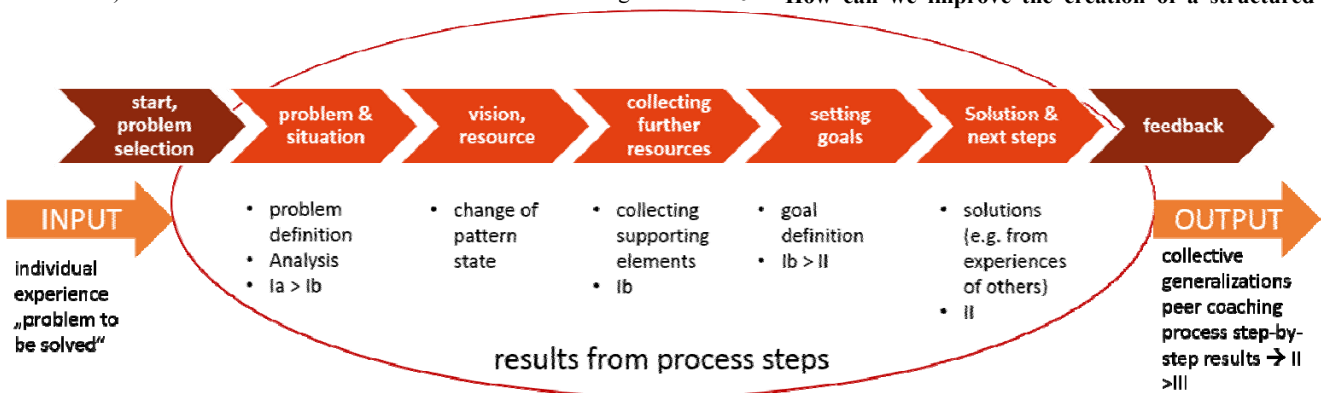 How can we improve the creation of a structured
start,
problem
selection
problem &
situation
vision,
resource
collecting
further
resources
setting
goals
Solution &
next steps
feedback
INPUT
individual
experience
„problem to
be solved“
• problem
definition
• Analysis
• Ia > Ib
• change of
pattern
state
• collecting
supporting
elements
• Ib
• goal
definition
• Ib > II
• solutions
(e.g. from
experiences
of others)
• II
OUTPUT
collective
generalizations
peer coaching
process step-by-
step results → II
>III
results from process steps